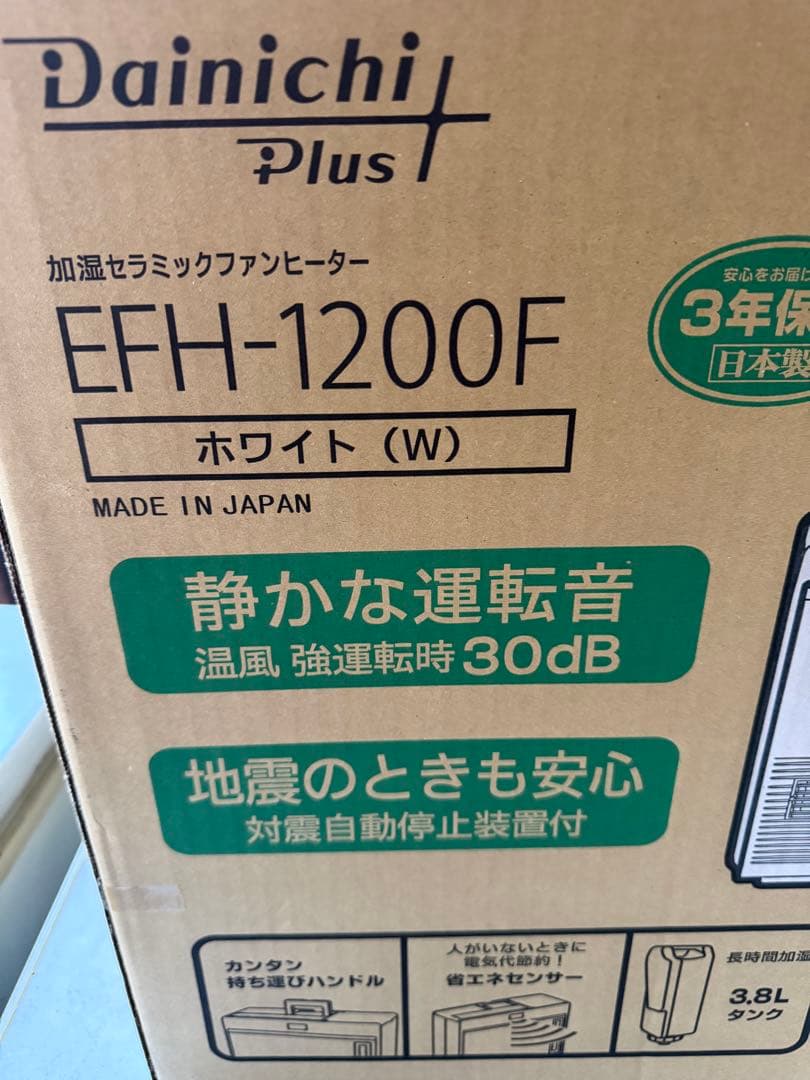 Dainichi
Plus
加湿セラミックファンヒーター
EFH-1200F
ホワイト（W）
MADE IN JAPAN
安心をお届け
3年保
日本製
静かな運転音
温風 強運転時30dB
地震のときも安心
対震自動停止装置付
カンタン
持ち運びハンドル
人がいないときに
電気代節約！
省エネセンサー
長時間加湿
3.8L
タンク